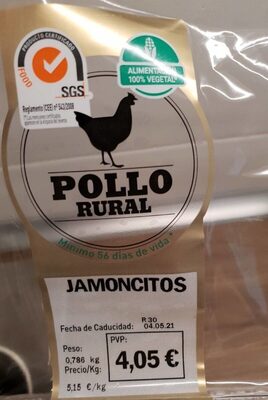 PRODUCTO CERTIFICADO
FOOD
SGS
ALIMENTACIÓN
100% VEGETAL*
Reglamento (CEE) nº 543/2008
POLLO
RURAL
Mínimo 56 días de vida *
JAMONCITOS
R 30
Fecha de Caducidad: 04.05.21
Peso:
0,786 kg
Precio/Kg:
5,15 €/kg
PVP:
4,05 €